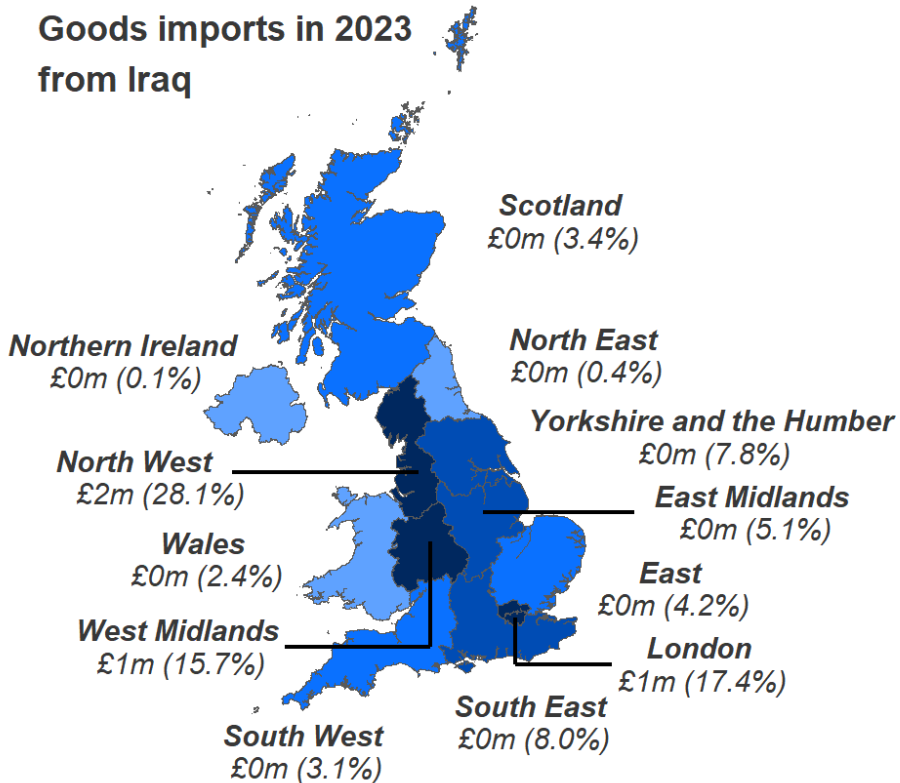 Goods imports in 2023
from Iraq
Scotland
£0m (3.4%)
Northern Ireland
£0m (0.1%)
North East
£0m (0.4%)
Yorkshire and the Humber
£0m (7.8%)
North West
£2m (28.1%)
East Midlands
£0m (5.1%)
Wales
£0m (2.4%)
East
£0m (4.2%)
West Midlands
£1m (15.7%)
London
£1m (17.4%)
South East
£0m (8.0%)
South West
£0m (3.1%)